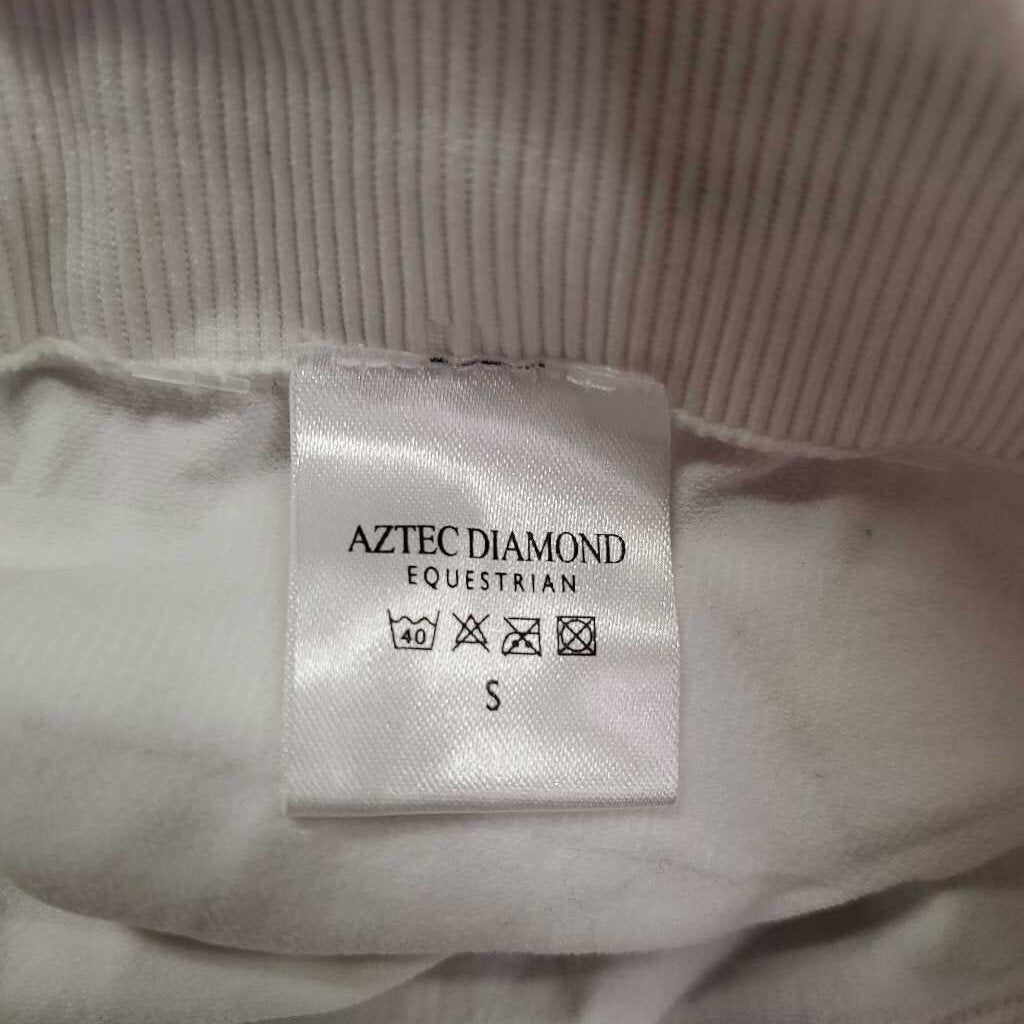 AZTEC DIAMOND
EQUESTRIAN
40
S